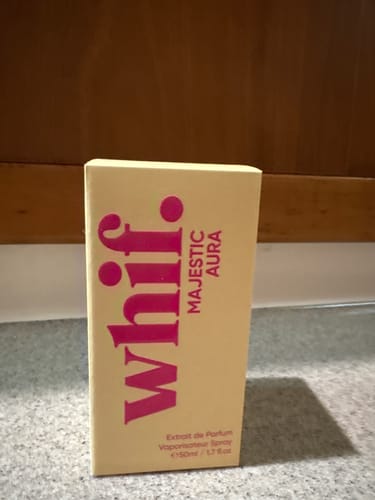 whif.
MAJESTIC
AURA
Extrait de Parfum
Vaporisateur Spray
℮50ml / 1.7 fl.oz